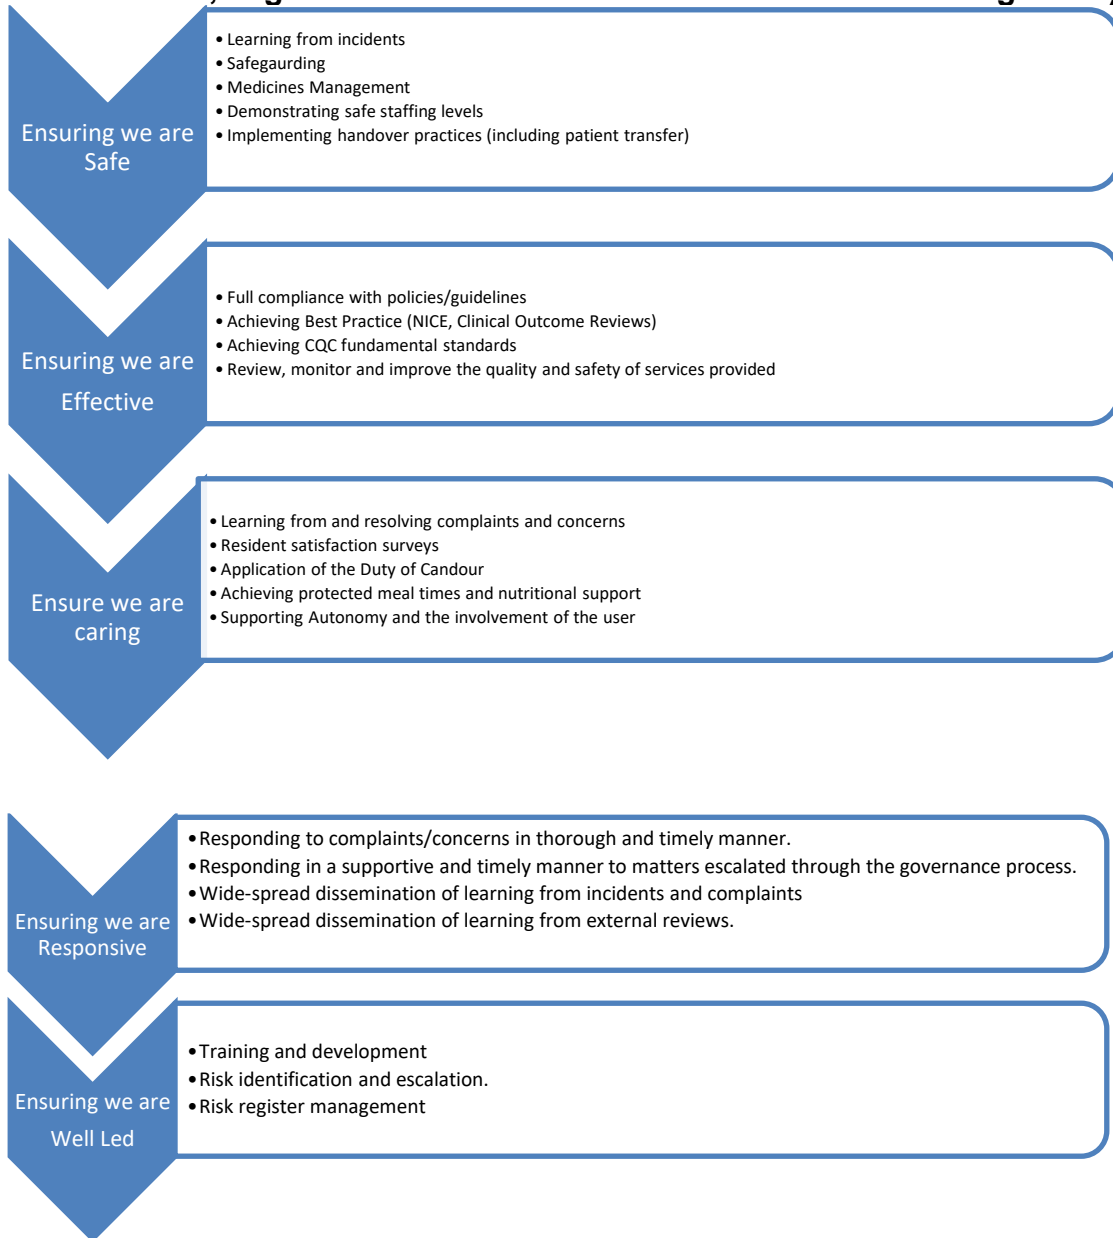 Ensuring we are
Safe
• Learning from incidents
• Safegaurding
• Medicines Management
• Demonstrating safe staffing levels
• Implementing handover practices (including patient transfer)
Ensuring we are
Effective
• Full compliance with policies/guidelines
• Achieving Best Practice (NICE, Clinical Outcome Reviews)
• Achieving CQC fundamental standards
• Review, monitor and improve the quality and safety of services provided
Ensure we are
caring
• Learning from and resolving complaints and concerns
• Resident satisfaction surveys
• Application of the Duty of Candour
• Achieving protected meal times and nutritional support
• Supporting Autonomy and the involvement of the user
Ensuring we are
Responsive
• Responding to complaints/concerns in thorough and timely manner.
• Responding in a supportive and timely manner to matters escalated through the governance process.
• Wide-spread dissemination of learning from incidents and complaints
• Wide-spread dissemination of learning from external reviews.
Ensuring we are
Well Led
• Training and development
• Risk identification and escalation.
• Risk register management